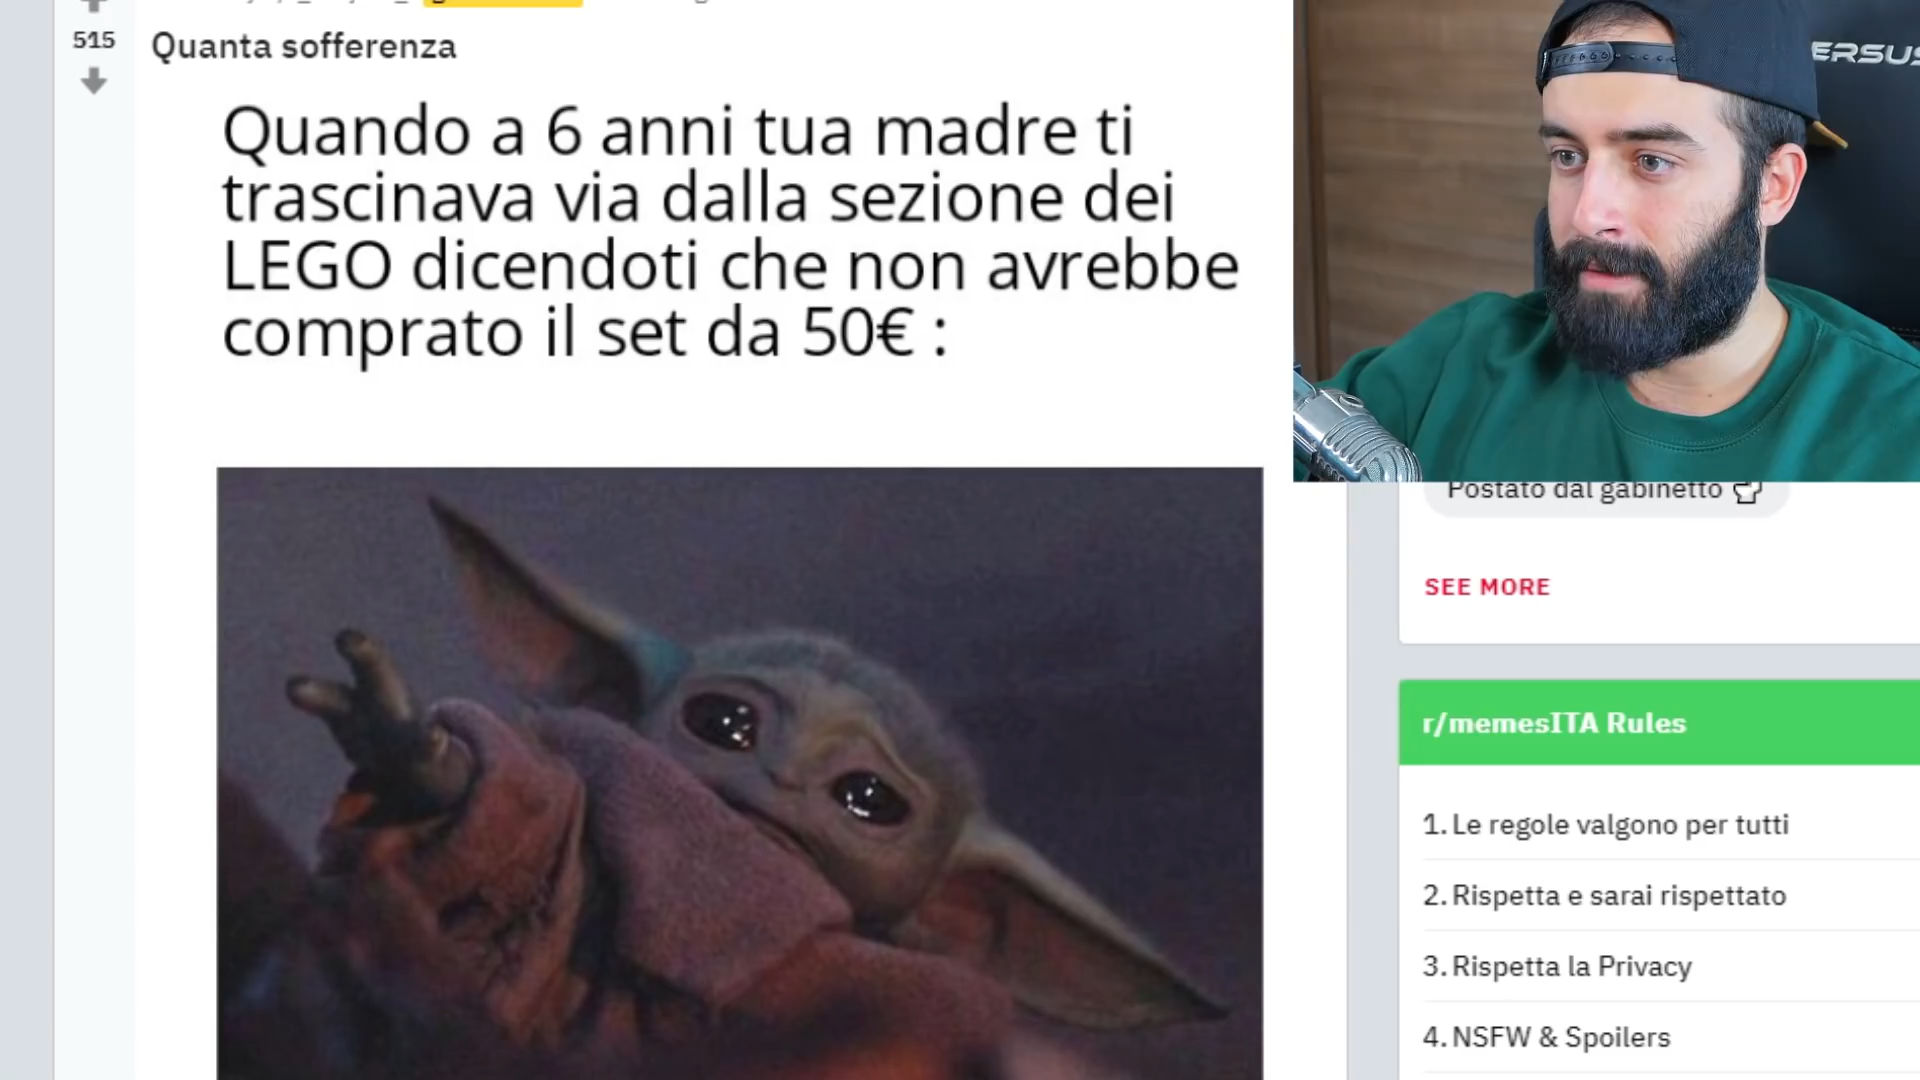 515
Quanta sofferenza
Quando a 6 anni tua madre ti
trascinava via dalla sezione dei
LEGO dicendoti che non avrebbe
comprato il set da 50€ :
ERSUS
Postato dal gabinetto
SEE MORE
r/memesITA Rules
1. Le regole valgono per tutti
2. Rispetta e sarai rispettato
3. Rispetta la Privacy
4. NSFW & Spoilers